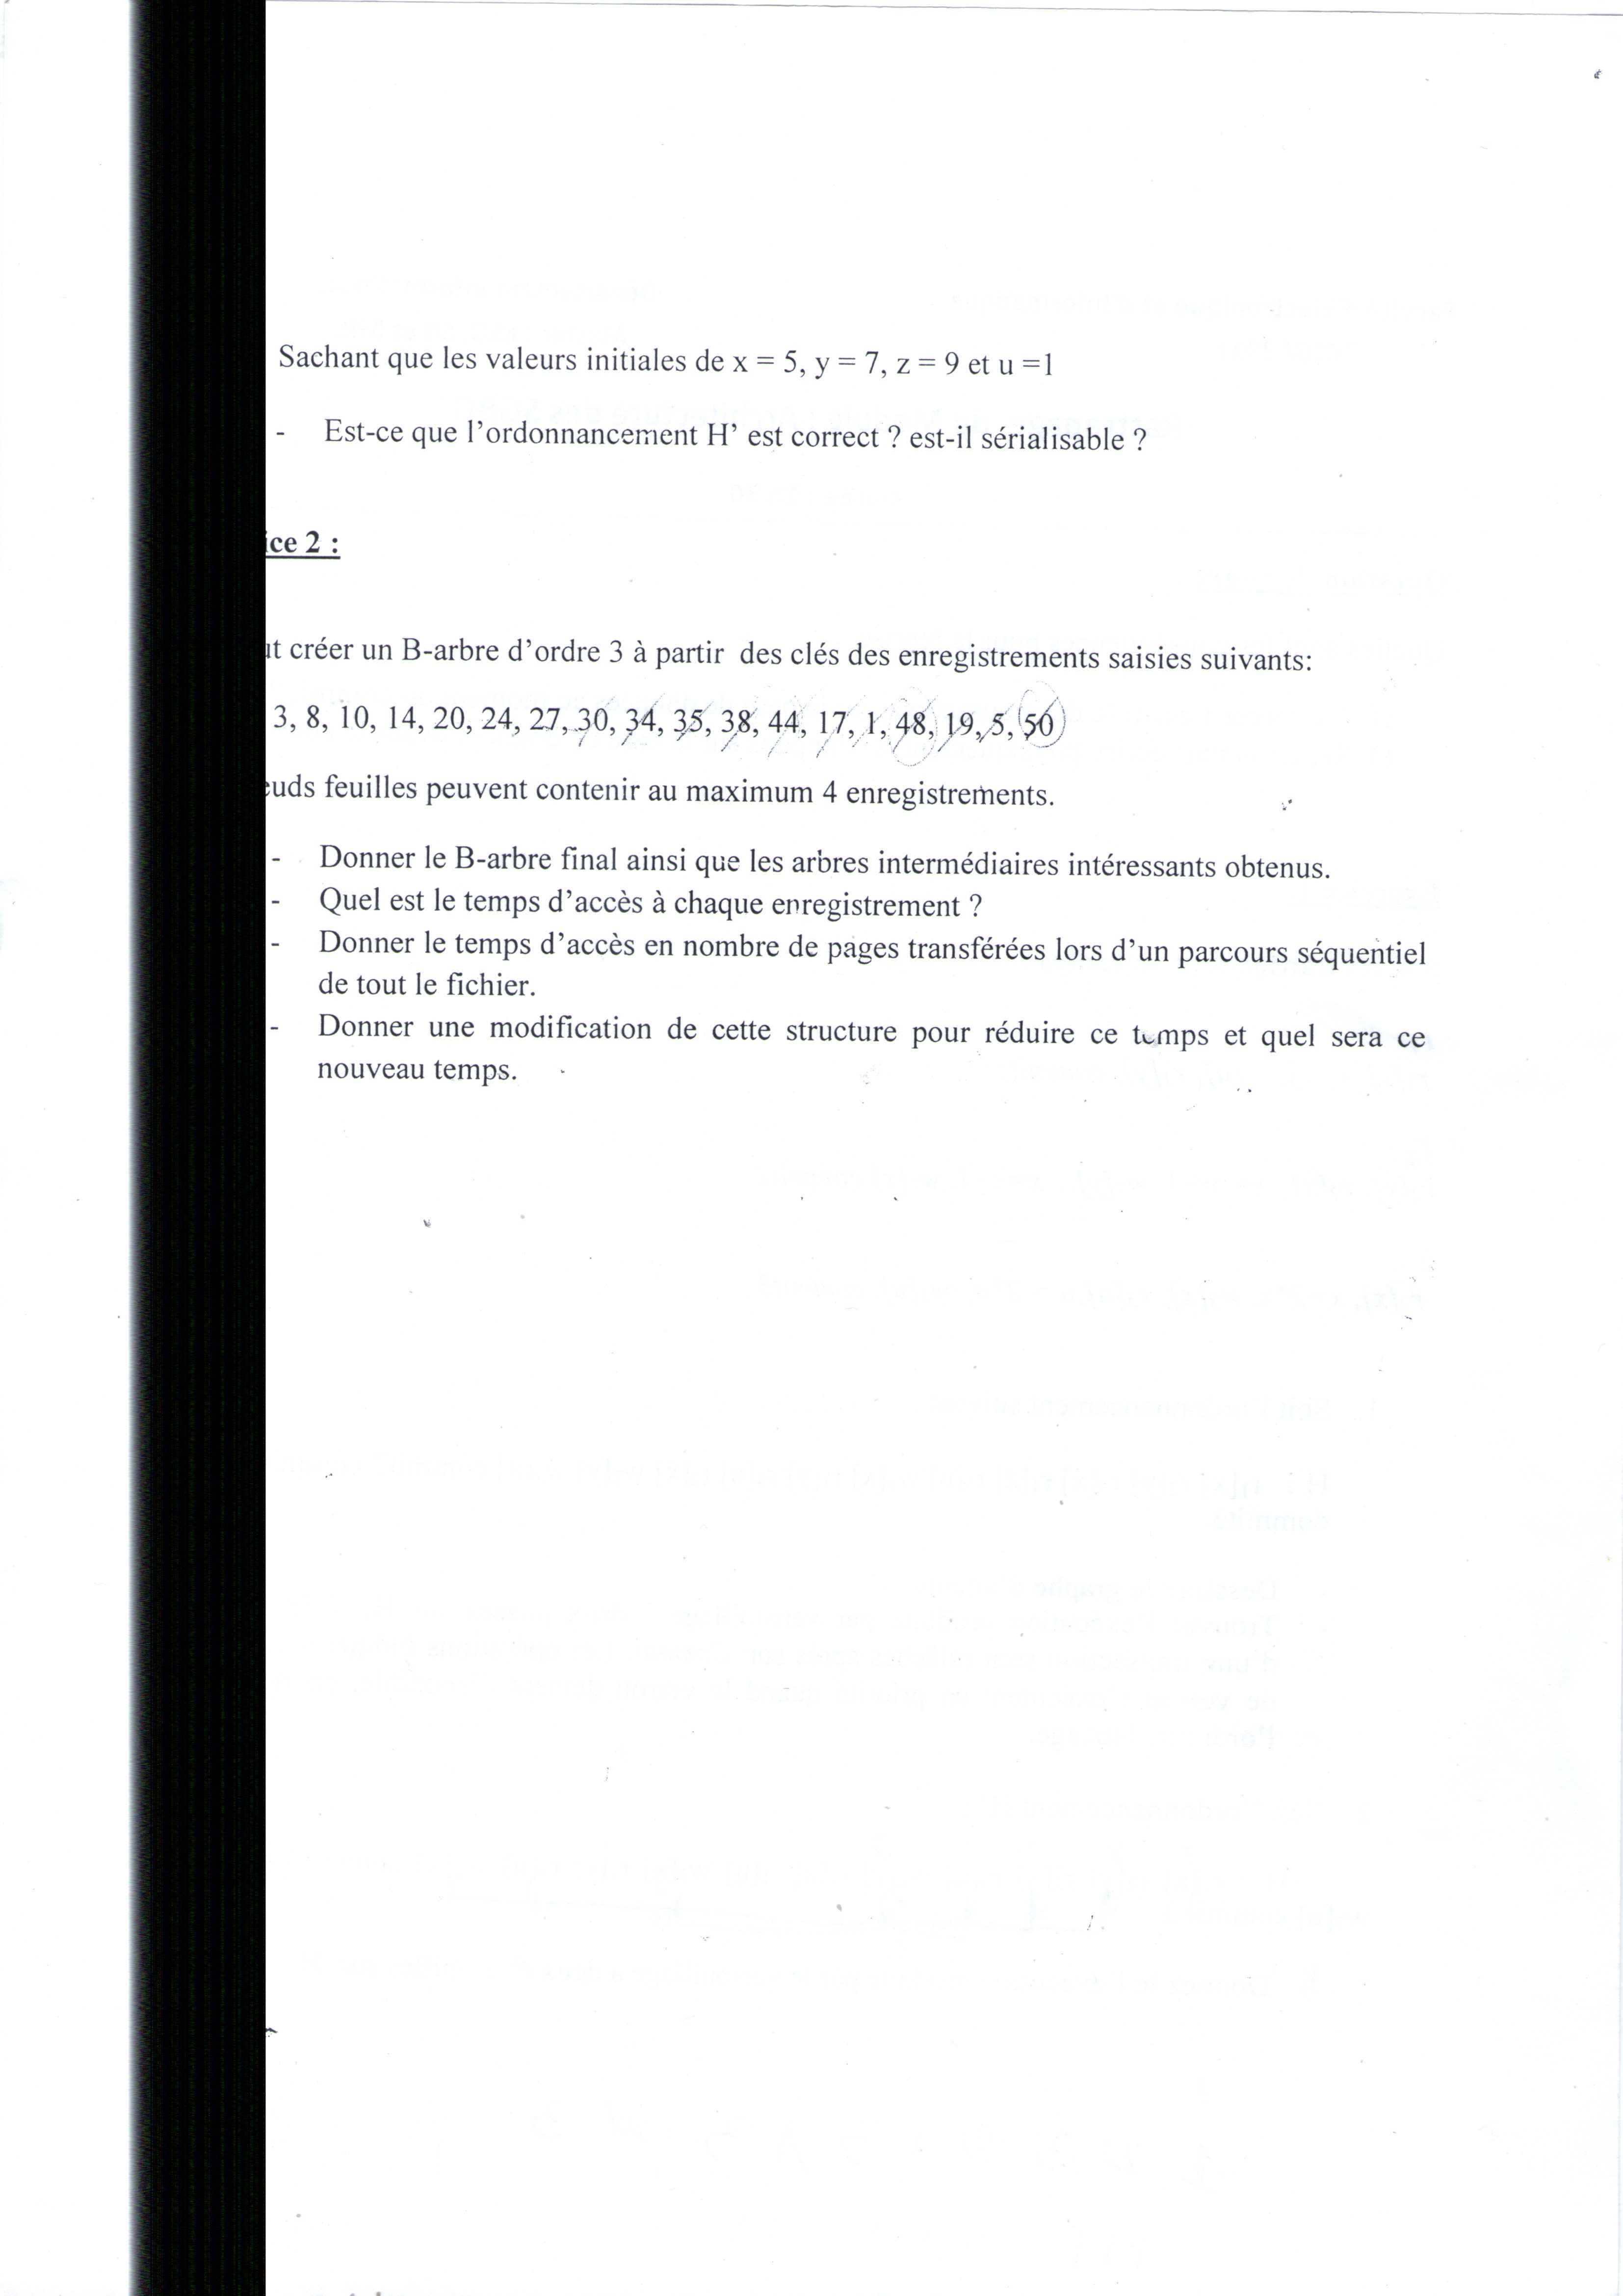 Sachant que les valeurs initiales de x = 5, y = 7, z = 9 et u =1
- Est-ce que l'ordonnancement H' est correct ? est-il sérialisable ?
ice 2 :
ut créer un B-arbre d'ordre 3 à partir des clés des enregistrements saisies suivants:
3, 8, 10, 14, 20, 24, 27, 30, 34, 35, 38, 44, 17, 1, 48, 19, 5, 50
euds feuilles peuvent contenir au maximum 4 enregistrements.
- Donner le B-arbre final ainsi que les arbres intermédiaires intéressants obtenus.
- Quel est le temps d'accès à chaque enregistrement ?
- Donner le temps d'accès en nombre de pages transférées lors d'un parcours séquentiel
de tout le fichier.
- Donner une modification de cette structure pour réduire ce temps et quel sera ce
nouveau temps.